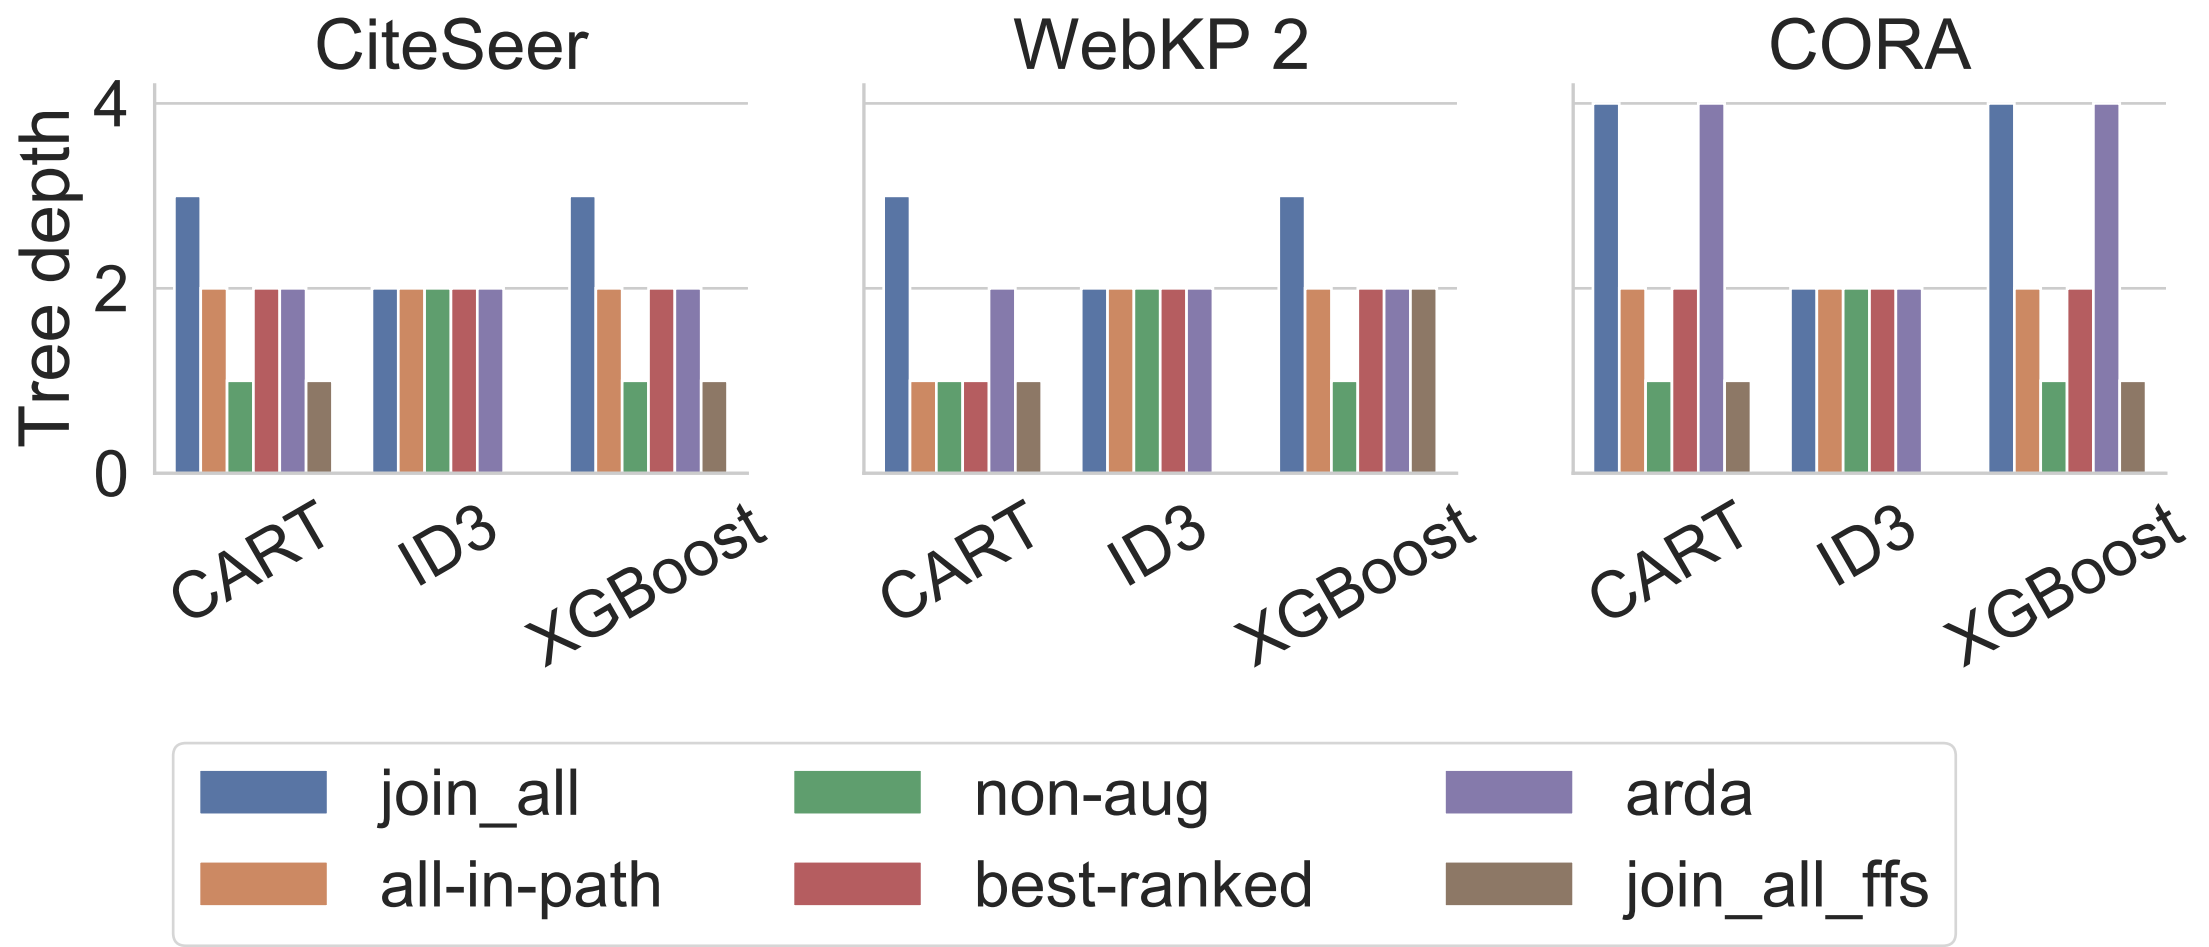 CiteSeer
WebKP 2
CORA
Tree depth
4
2
0
CART
ID3
XGBoost
CART
ID3
XGBoost
CART
ID3
XGBoost
join_all
non-aug
arda
all-in-path
best-ranked
join_all_ffs